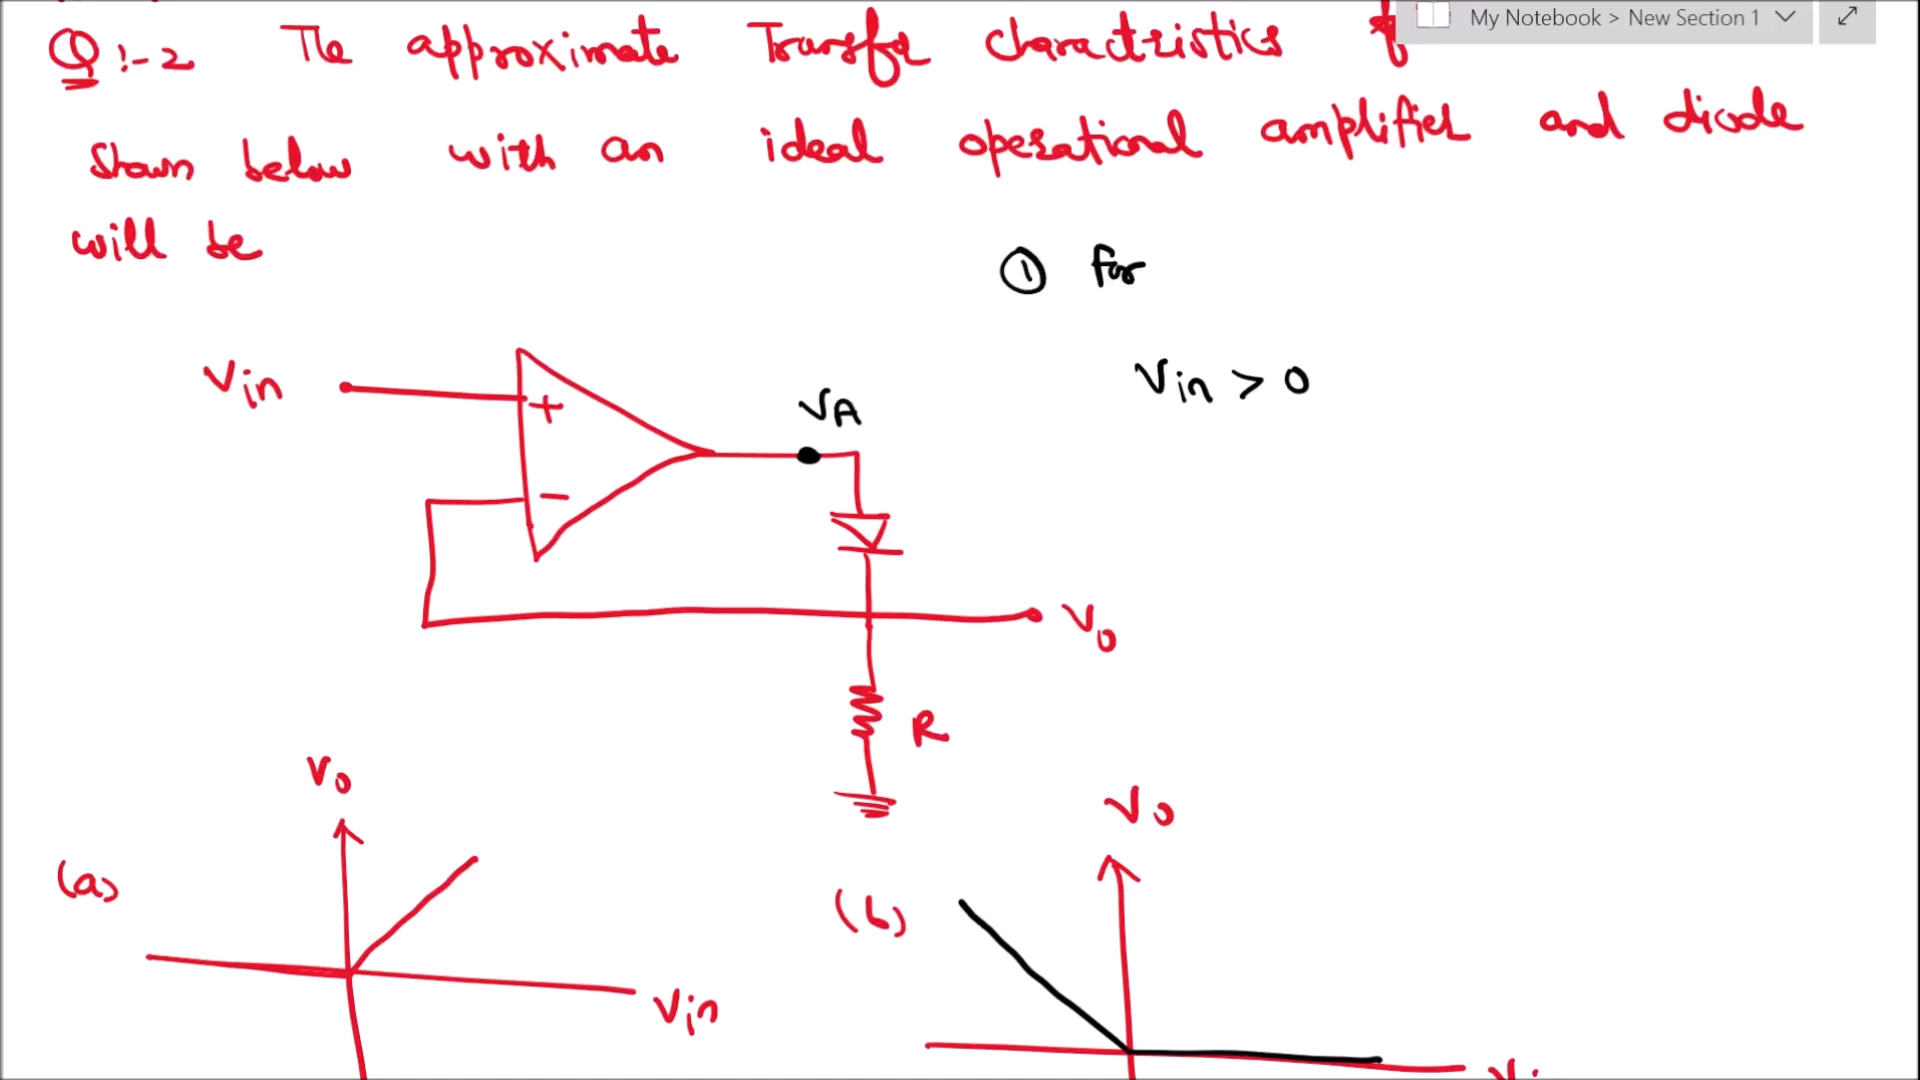 My Notebook > New Section 1
Q:-2 The approximate Transfer characteristics of
shown below with an ideal operational amplifier and diode
will be
① For
Vin > 0
Vin
+
VA
-
Vo
R
Vo
Vo
(a)
(b)
Vin